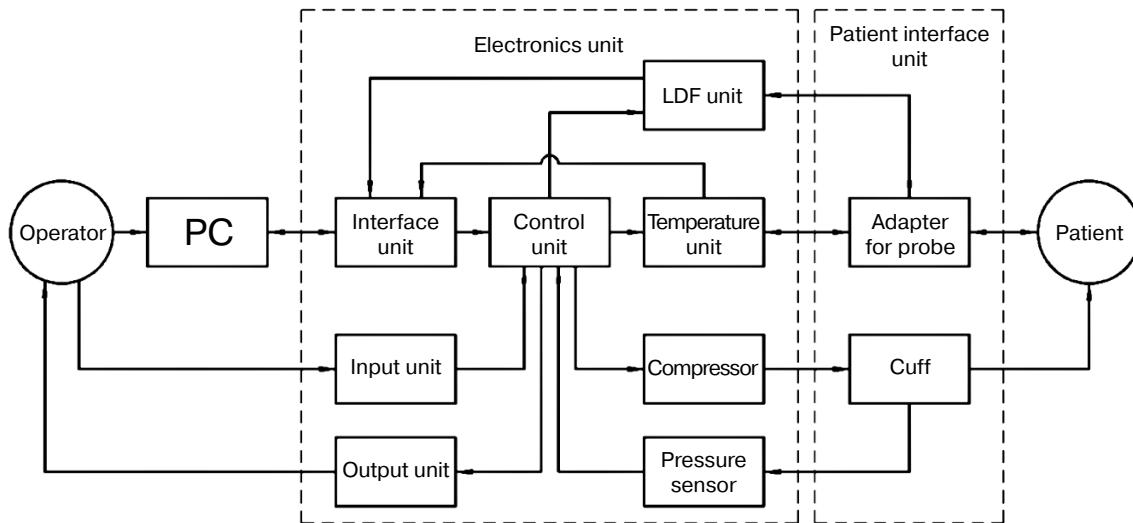 Electronics unit
Patient interface
unit
LDF unit
Operator
PC
Interface
unit
Control
unit
Temperature
unit
Adapter
for probe
Patient
Input unit
Compressor
Cuff
Output unit
Pressure
sensor